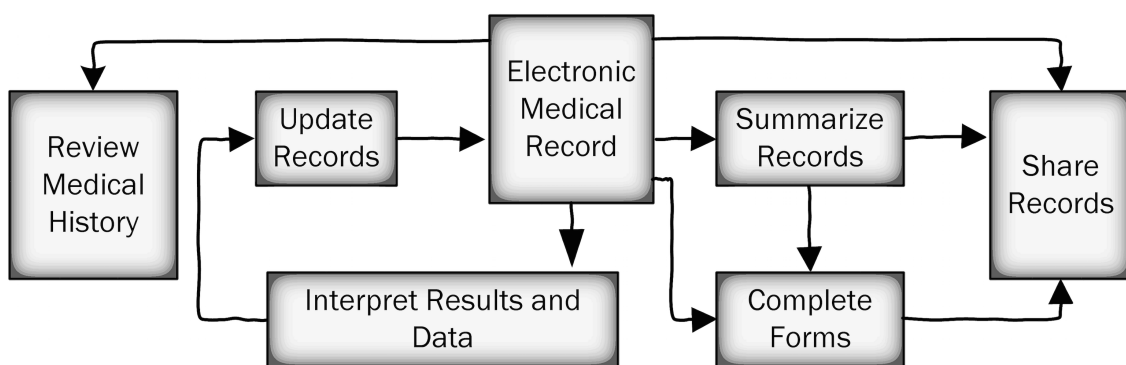 Review
Medical
History
Update
Records
Electronic
Medical
Record
Summarize
Records
Share
Records
Interpret Results and
Data
Complete
Forms